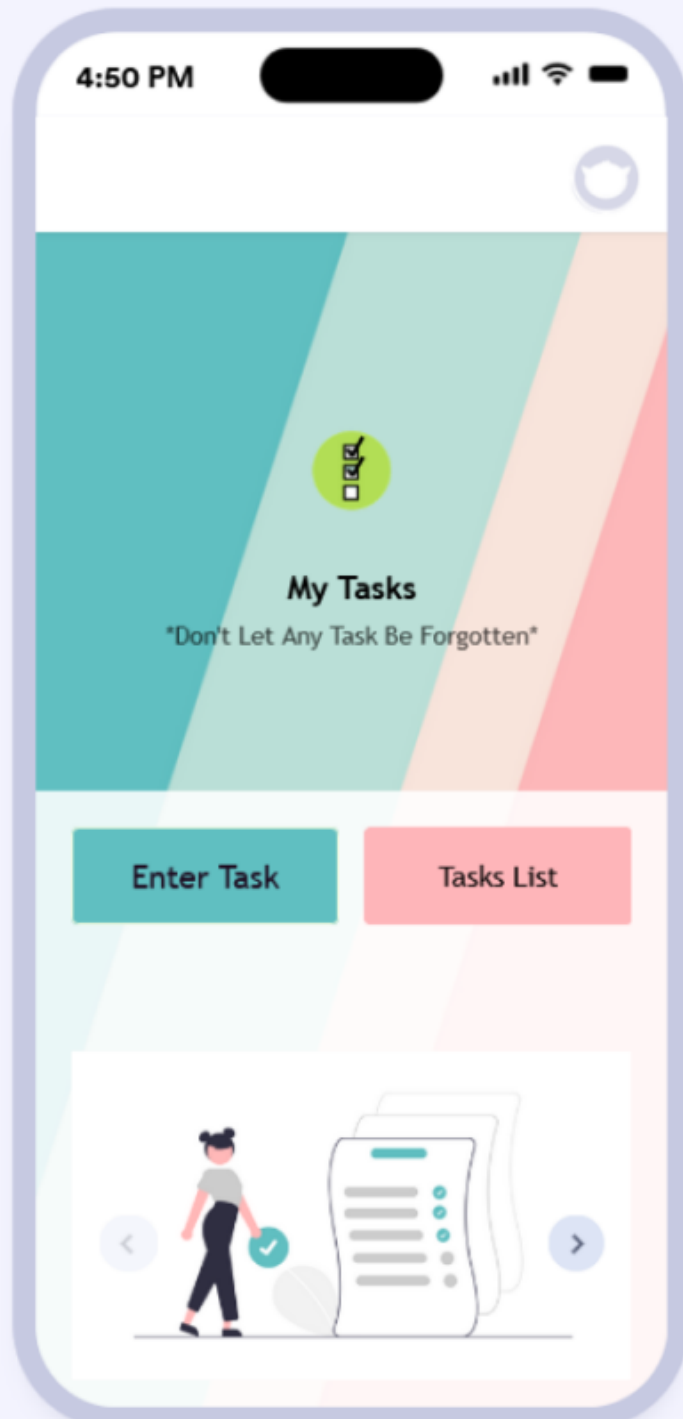 4:50 PM
My Tasks
"Don't Let Any Task Be Forgotten"
Enter Task
Tasks List